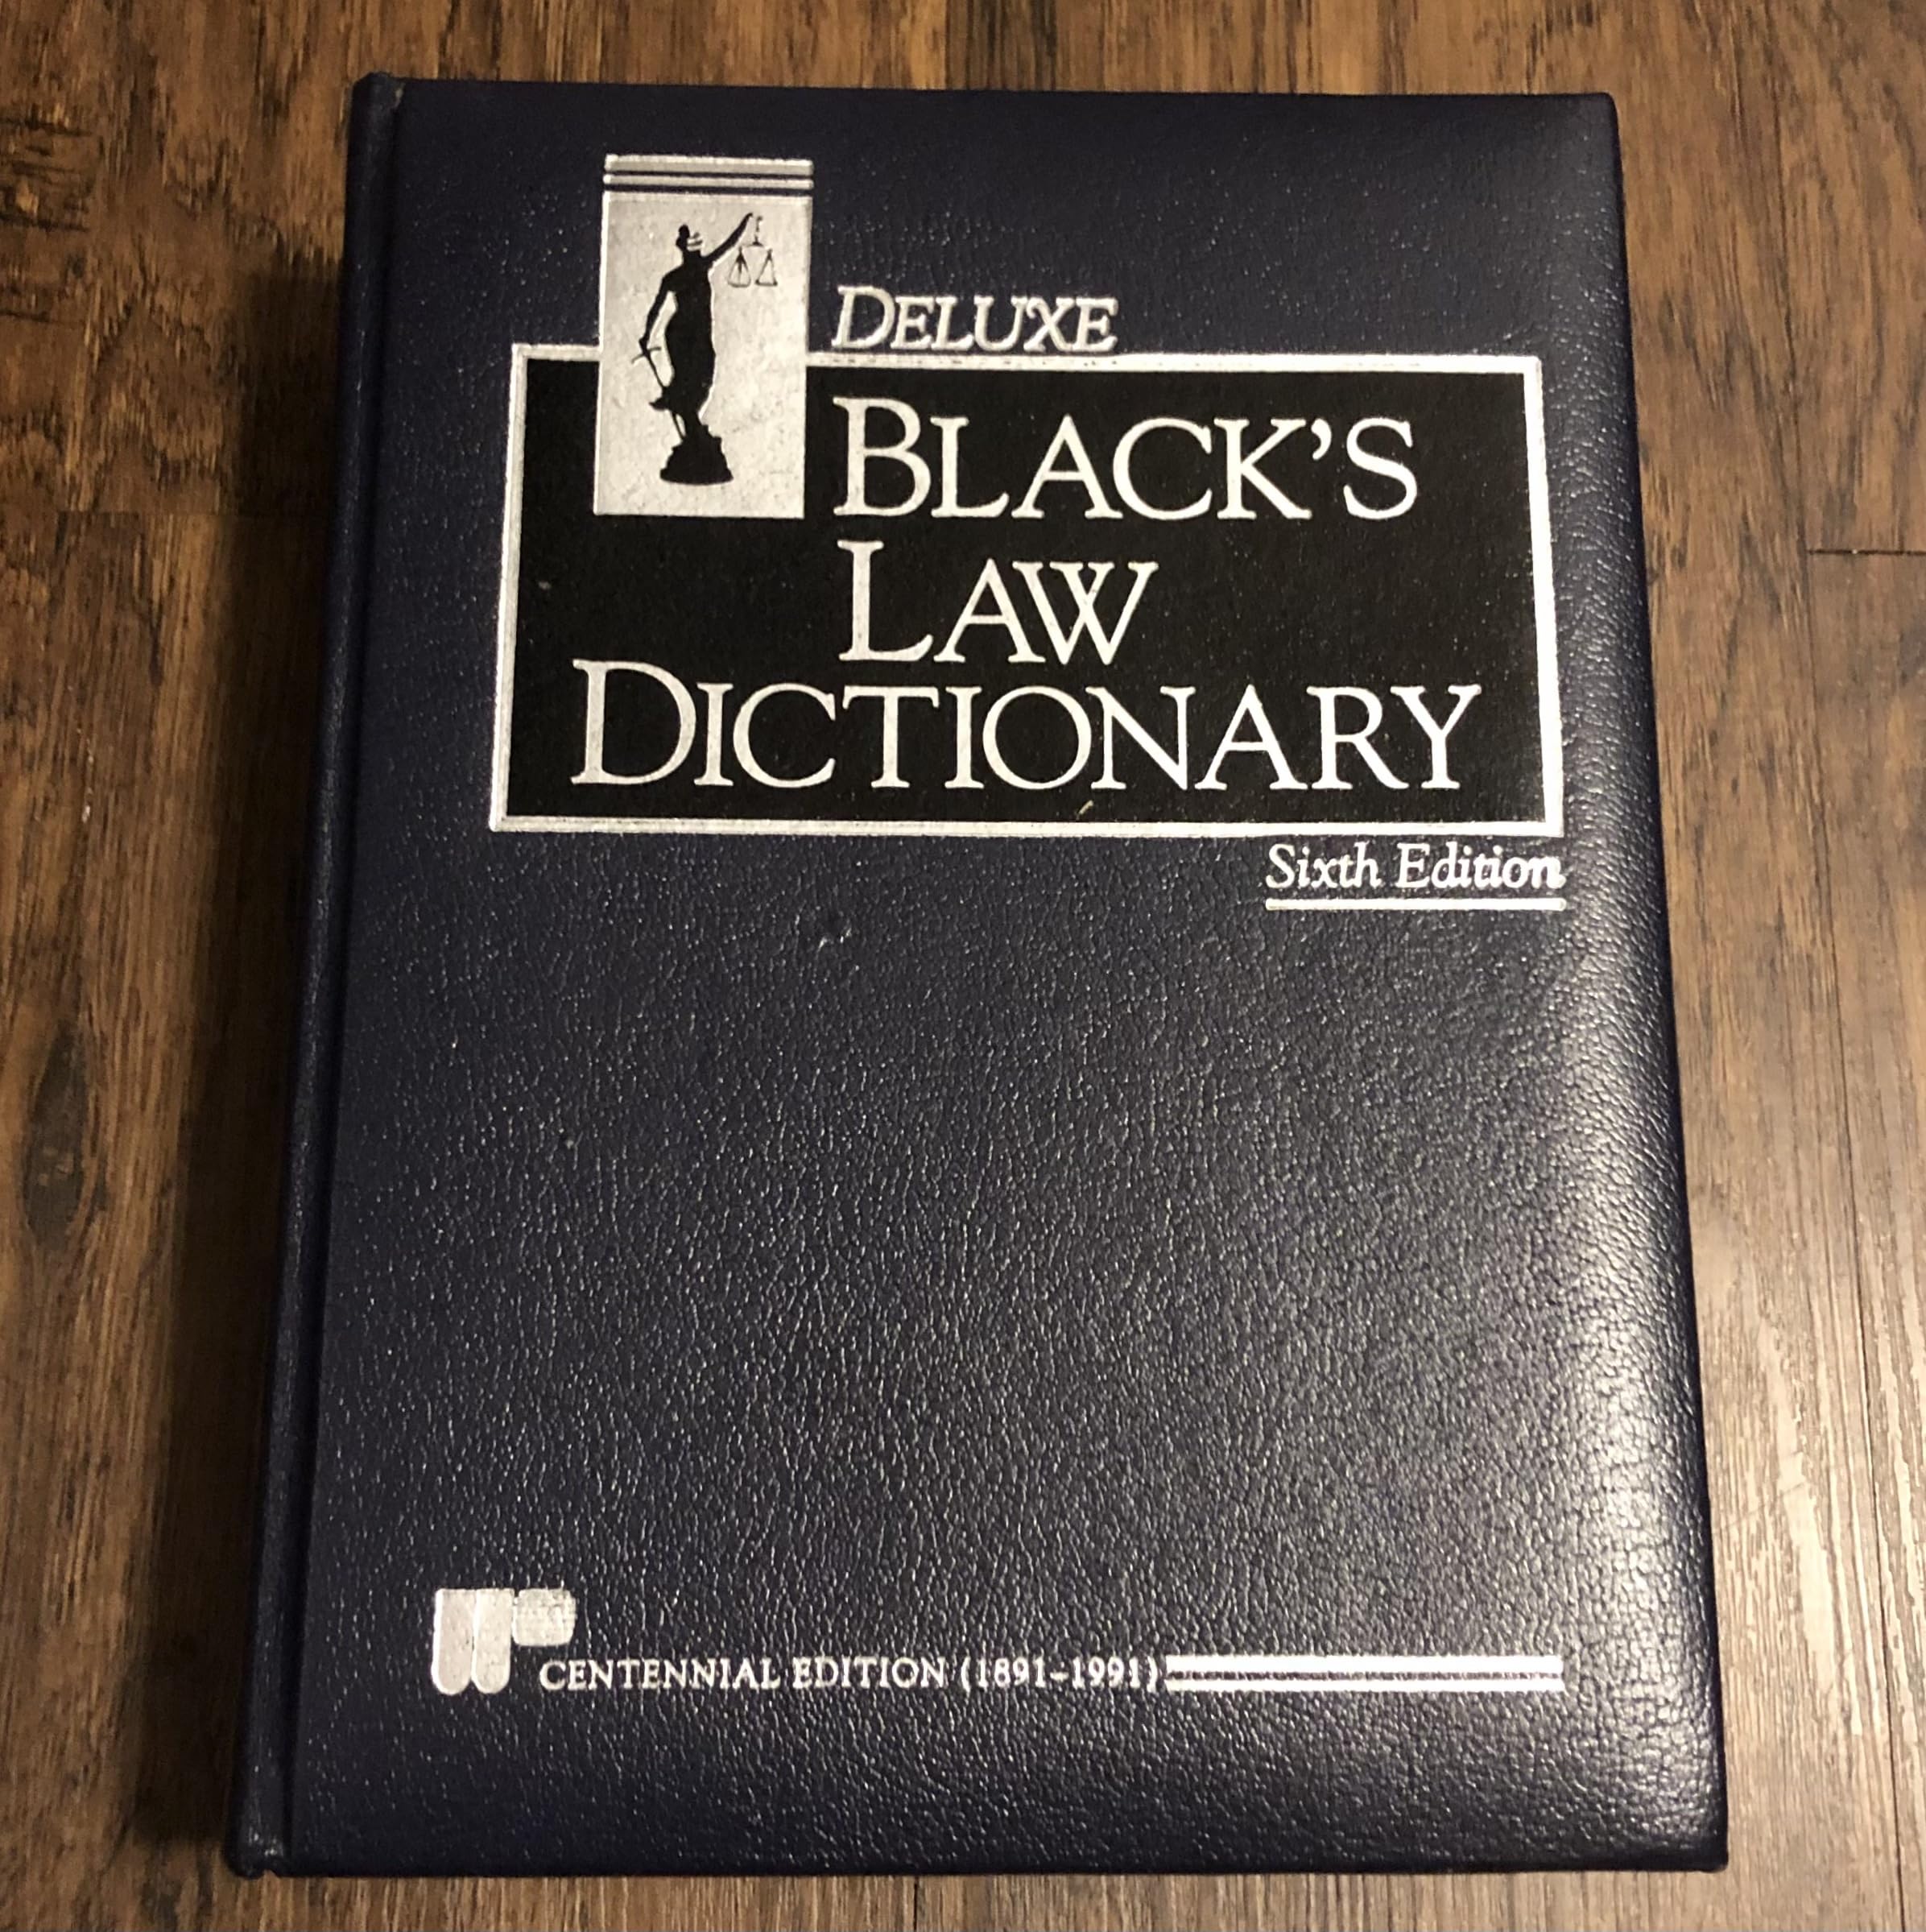 DELUXE
BLACK'S
LAW
DICTIONARY
Sixth Edition
CENTENNIAL EDITION (1891-1991)